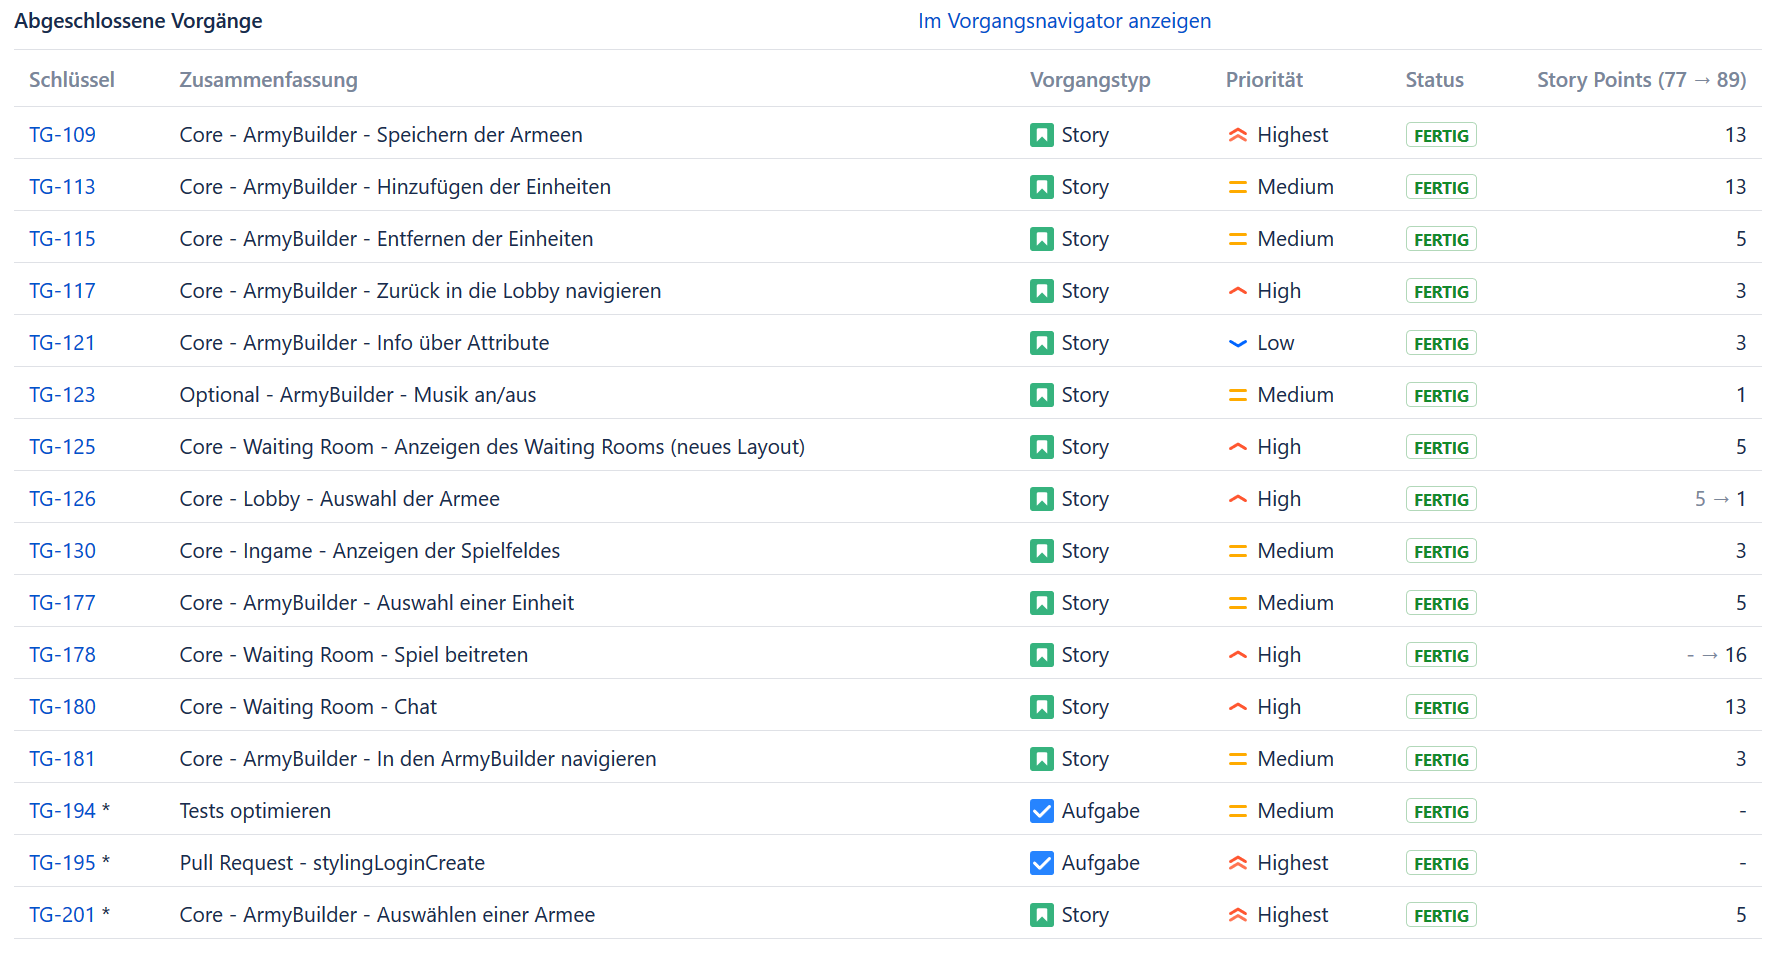 Abgeschlossene Vorgänge Im Vorgangsnavigator anzeigen
Schlüssel Zusammenfassung Vorgangstyp Priorität Status Story Points (77 → 89)
TG-109 Core - ArmyBuilder - Speichern der Armeen Story Highest FERTIG 13
TG-113 Core - ArmyBuilder - Hinzufügen der Einheiten Story Medium FERTIG 13
TG-115 Core - ArmyBuilder - Entfernen der Einheiten Story Medium FERTIG 5
TG-117 Core - ArmyBuilder - Zurück in die Lobby navigieren Story High FERTIG 3
TG-121 Core - ArmyBuilder - Info über Attribute Story Low FERTIG 3
TG-123 Optional - ArmyBuilder - Musik an/aus Story Medium FERTIG 1
TG-125 Core - Waiting Room - Anzeigen des Waiting Rooms (neues Layout) Story High FERTIG 5
TG-126 Core - Lobby - Auswahl der Armee Story High FERTIG 5 → 1
TG-130 Core - Ingame - Anzeigen der Spielfeldes Story Medium FERTIG 3
TG-177 Core - ArmyBuilder - Auswahl einer Einheit Story Medium FERTIG 5
TG-178 Core - Waiting Room - Spiel beitreten Story High FERTIG - → 16
TG-180 Core - Waiting Room - Chat Story High FERTIG 13
TG-181 Core - ArmyBuilder - In den ArmyBuilder navigieren Story Medium FERTIG 3
TG-194 * Tests optimieren Aufgabe Medium FERTIG -
TG-195 * Pull Request - stylingLoginCreate Aufgabe Highest FERTIG -
TG-201 * Core - ArmyBuilder - Auswählen einer Armee Story Highest FERTIG 5